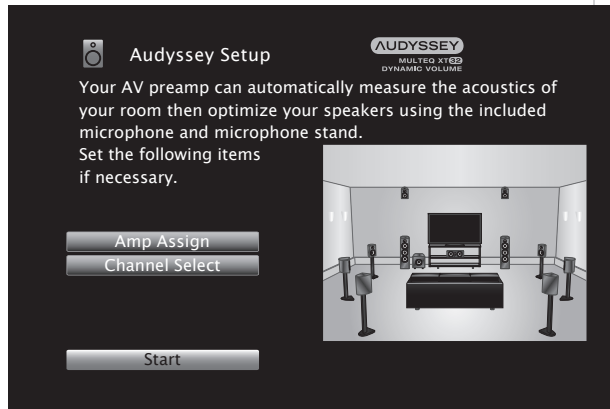 Audyssey Setup
AUDYSSEY
MULTEQ XT32
DYNAMIC VOLUME
Your AV preamp can automatically measure the acoustics of
your room then optimize your speakers using the included
microphone and microphone stand.
Set the following items
if necessary.
Amp Assign
Channel Select
Start